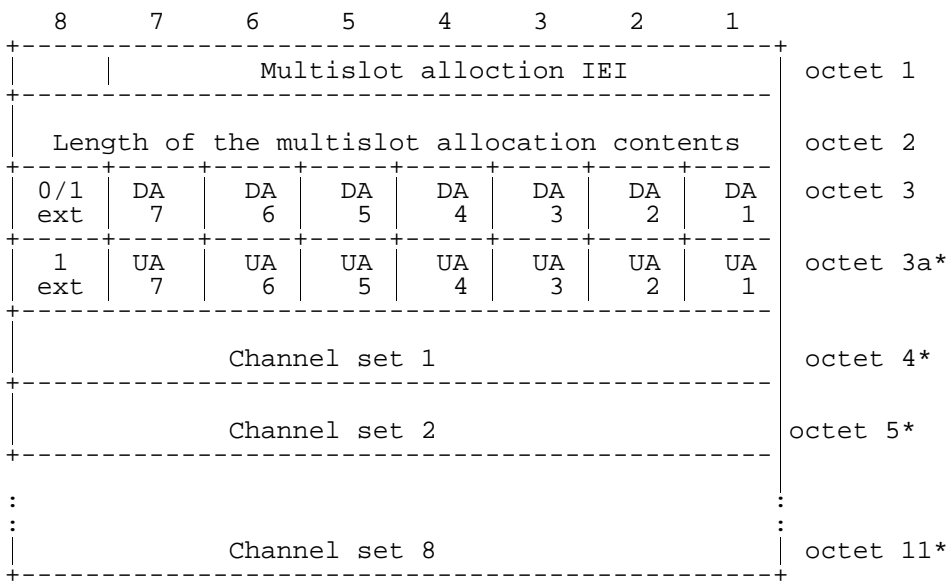 8 7 6 5 4 3 2 1
Multislot alloction IEI octet 1
Length of the multislot allocation contents octet 2
0/1 DA DA DA DA DA DA DA octet 3
ext 7 6 5 4 3 2 1
1 UA UA UA UA UA UA UA octet 3a*
ext 7 6 5 4 3 2 1
Channel set 1 octet 4*
Channel set 2 octet 5*
: :
: :
Channel set 8 octet 11*